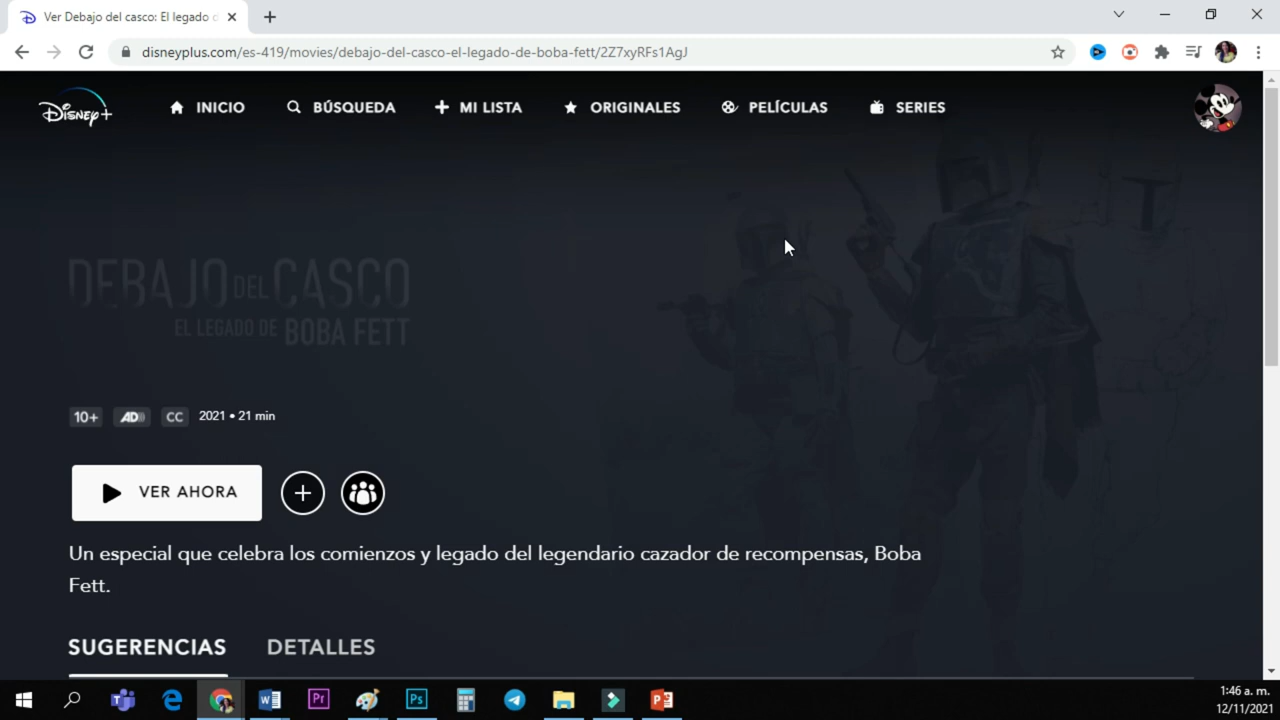 Ver Debajo del casco: El legado d
disneyplus.com/es-419/movies/debajo-del-casco-el-legado-de-boba-fett/2Z7xyRFs1AgJ
Disney+
INICIO
BÚSQUEDA
MI LISTA
ORIGINALES
PELÍCULAS
SERIES
DEBAJO DEL CASCO
EL LEGADO DE BOBA FETT
10+
AD
CC
2021 • 21 min
VER AHORA
Un especial que celebra los comienzos y legado del legendario cazador de recompensas, Boba
Fett.
SUGERENCIAS
DETALLES
Pr
Ps
1:46 a. m.
12/11/2021